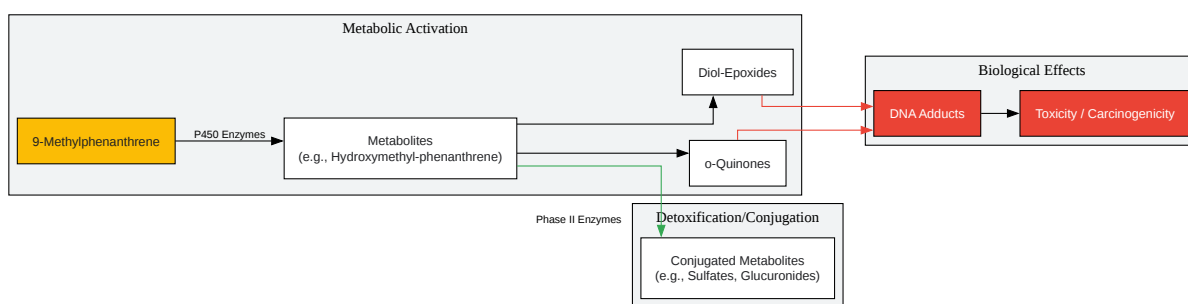 Metabolic Activation
Diol-Epoxides
Biological Effects
DNA Adducts
Toxicity / Carcinogenicity
9-Methylphenanthrene
P450 Enzymes
Metabolites
(e.g., Hydroxymethyl-phenanthrene)
o-Quinones
Phase II Enzymes
Detoxification/Conjugation
Conjugated Metabolites
(e.g., Sulfates, Glucuronides)